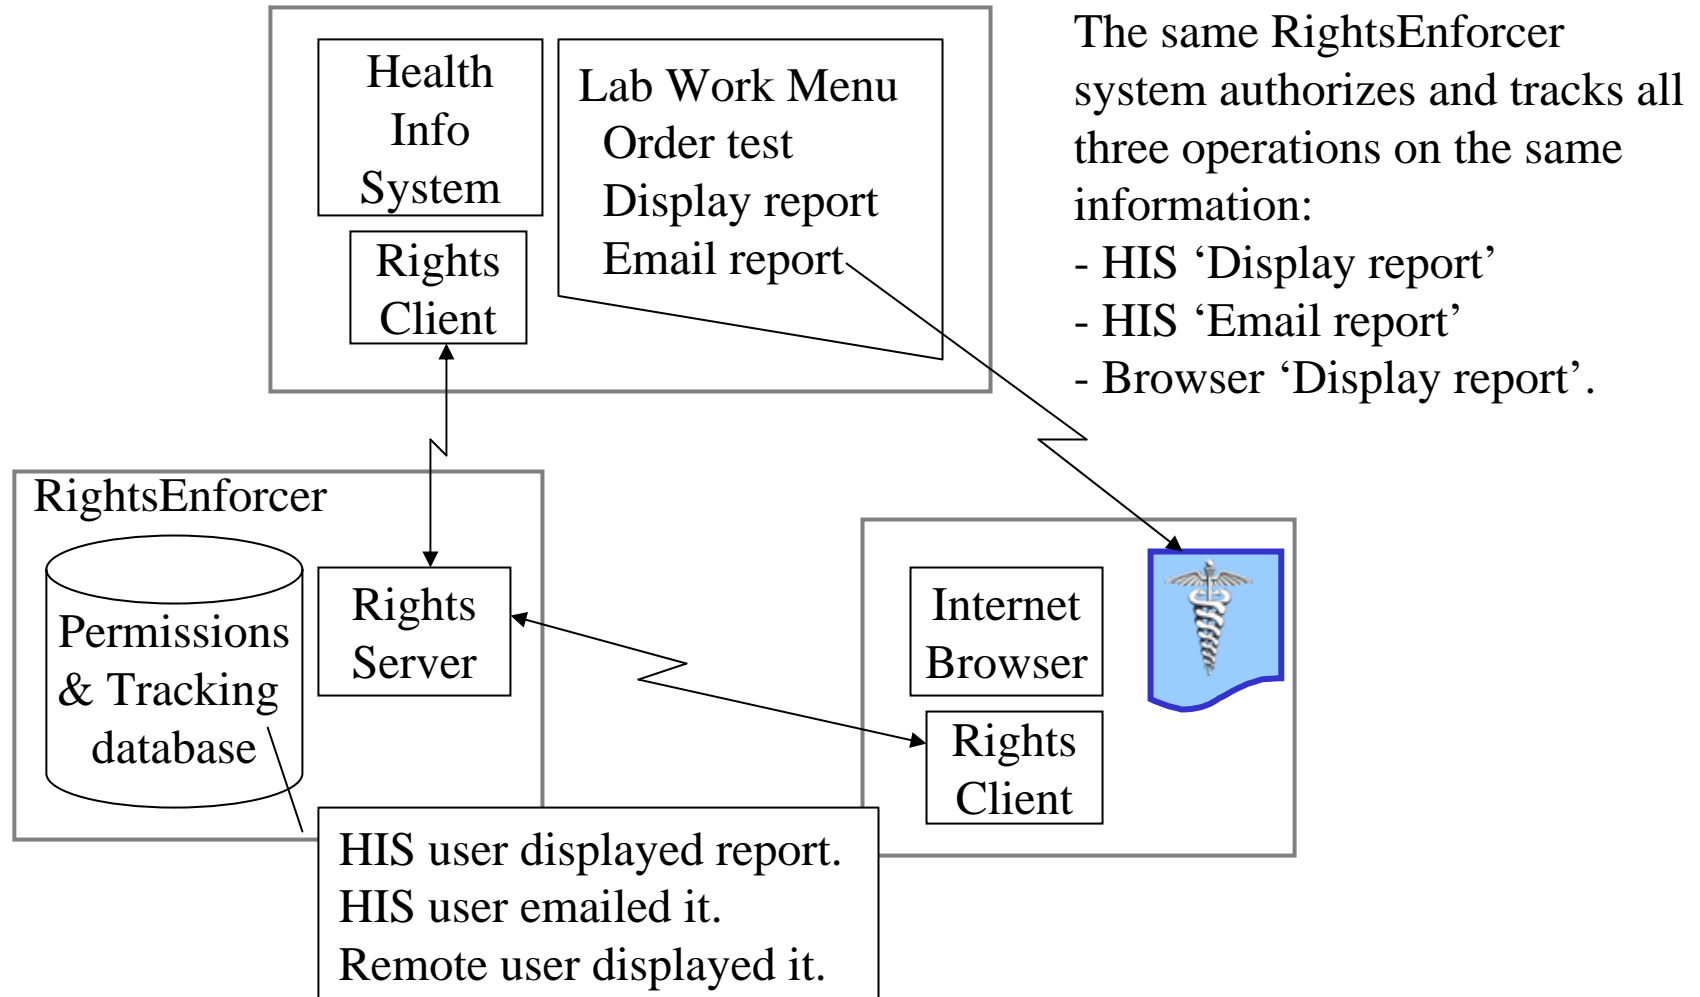 Health
Info
System
Rights
Client
Lab Work Menu
Order test
Display report
Email report
The same RightsEnforcer
system authorizes and tracks all
three operations on the same
information:
- HIS ‘Display report’
- HIS ‘Email report’
- Browser ‘Display report’.
RightsEnforcer
Permissions
& Tracking
database
Rights
Server
Internet
Browser
Rights
Client
HIS user displayed report.
HIS user emailed it.
Remote user displayed it.